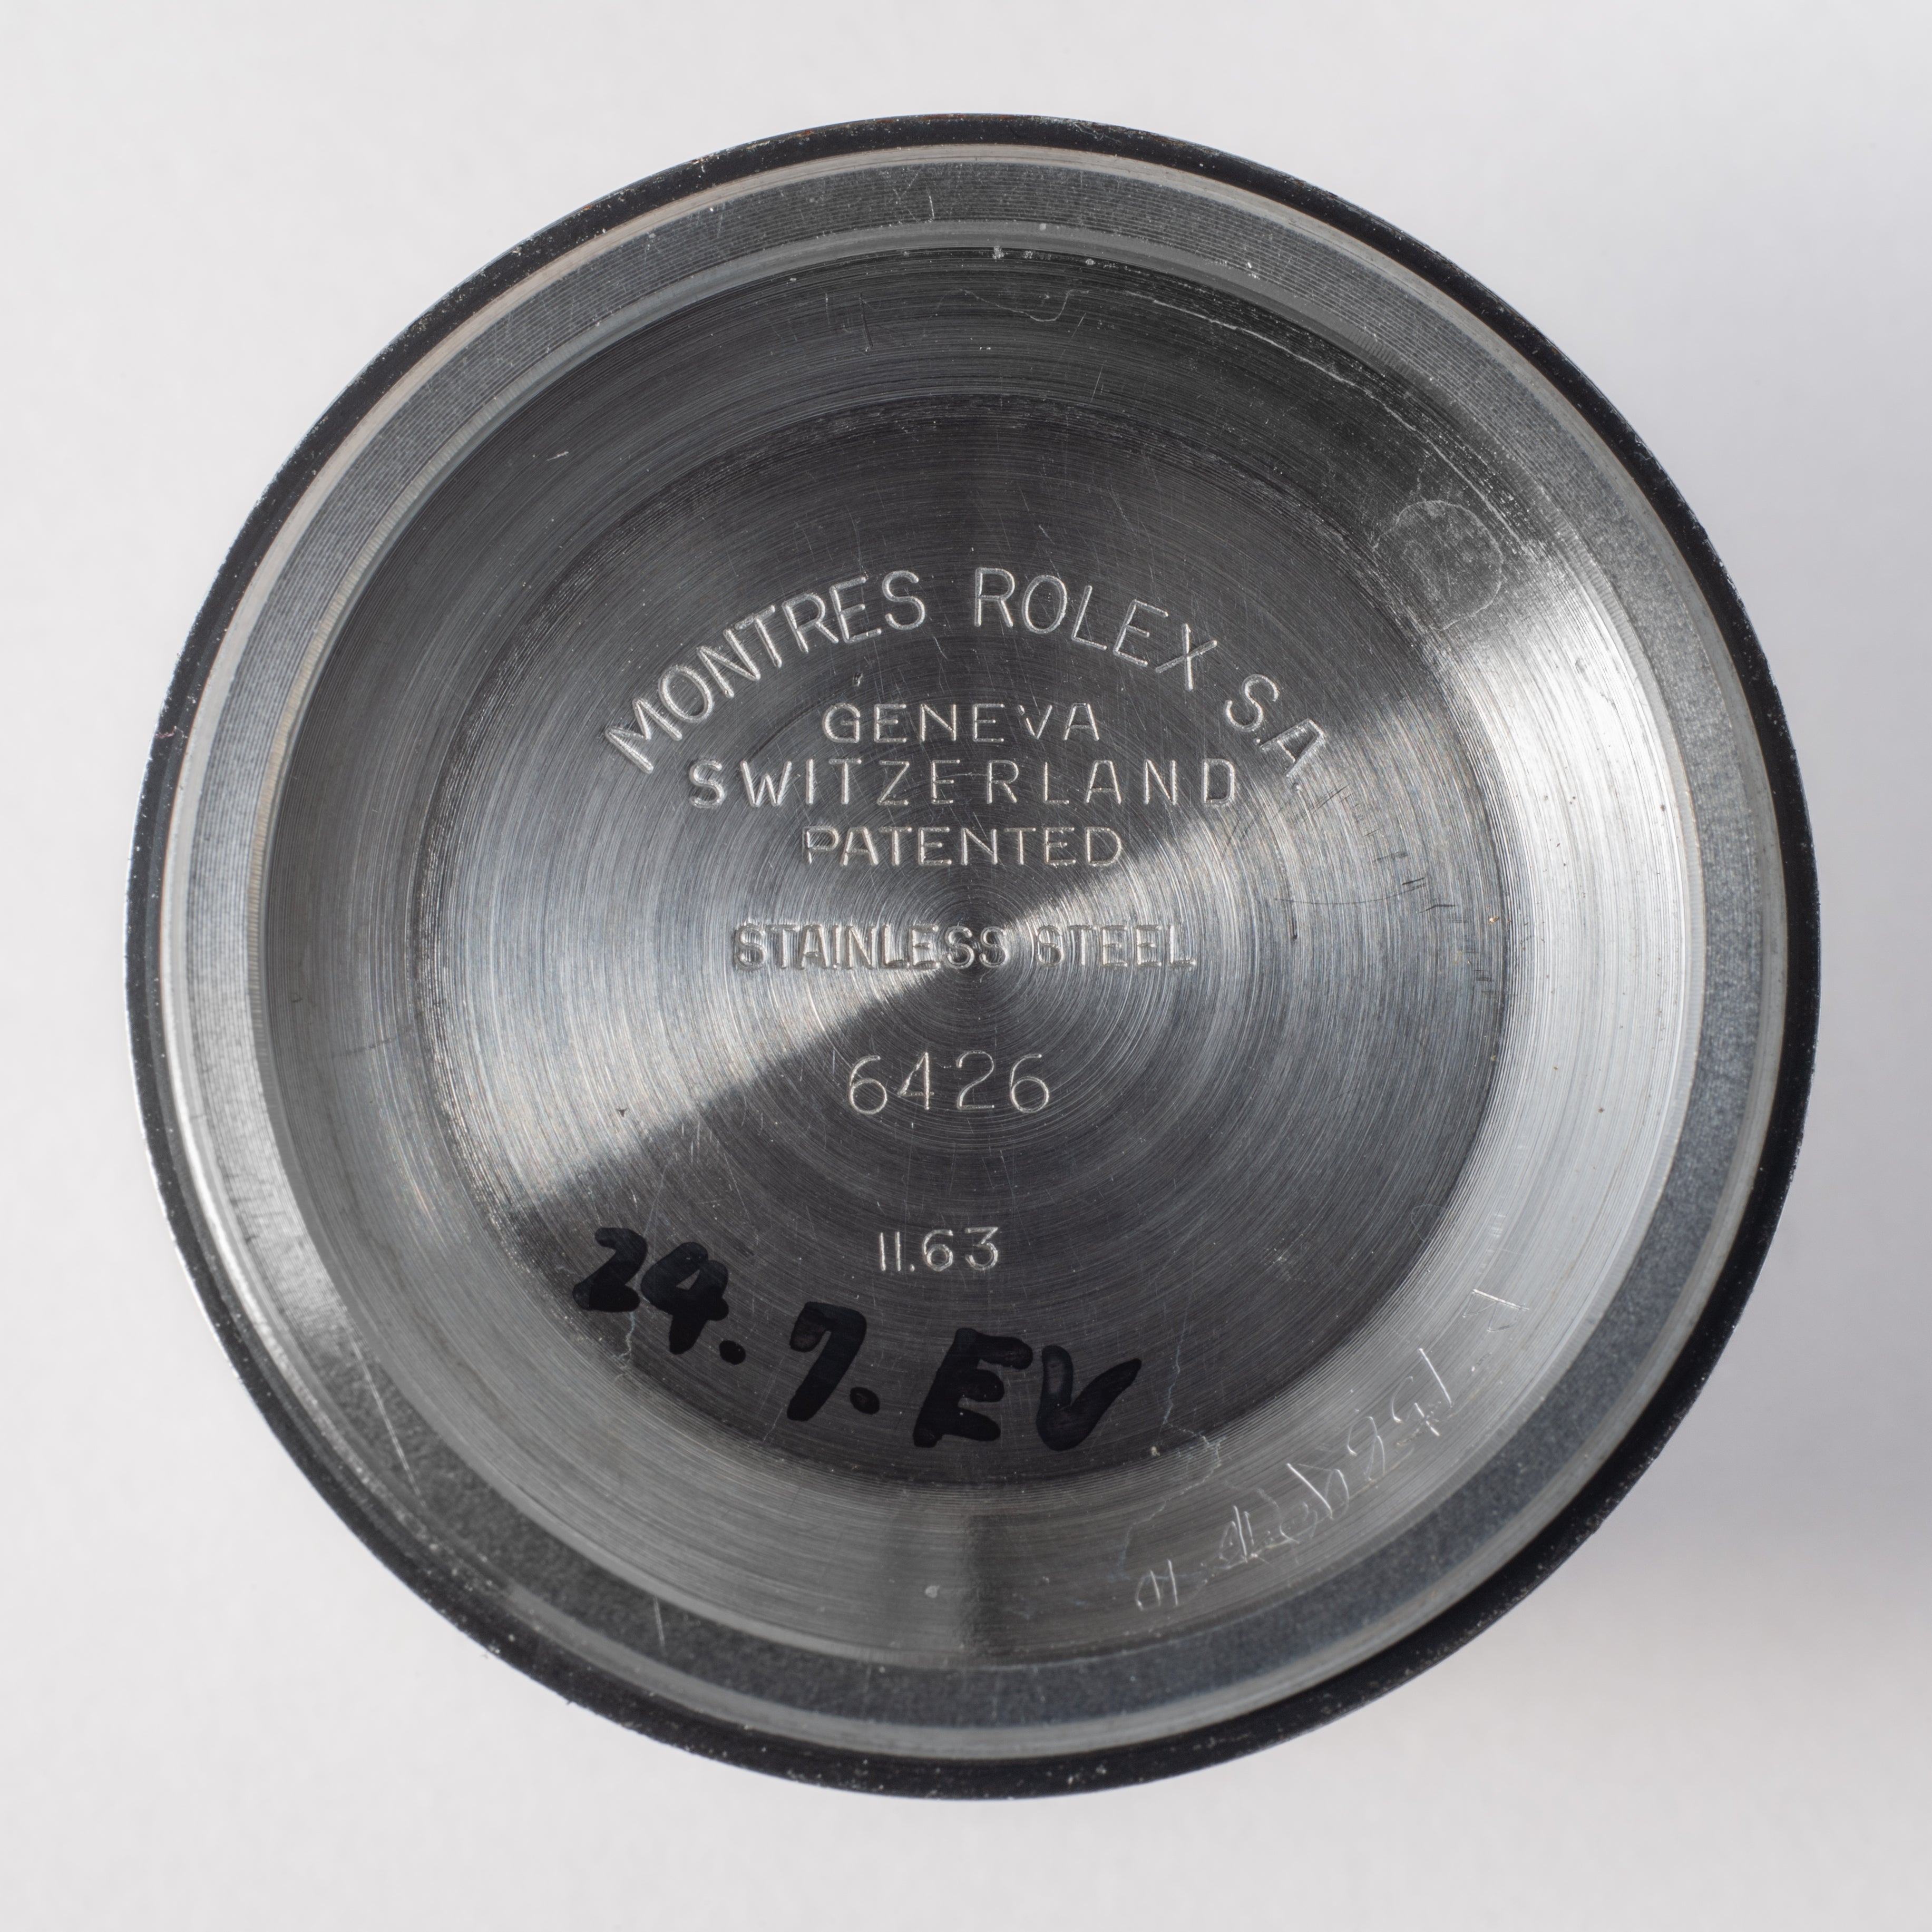 MONTRES ROLEX S.A
GENEVA
SWITZERLAND
PATENTED
STAINLESS STEEL
6426
II.63
24.7.EV